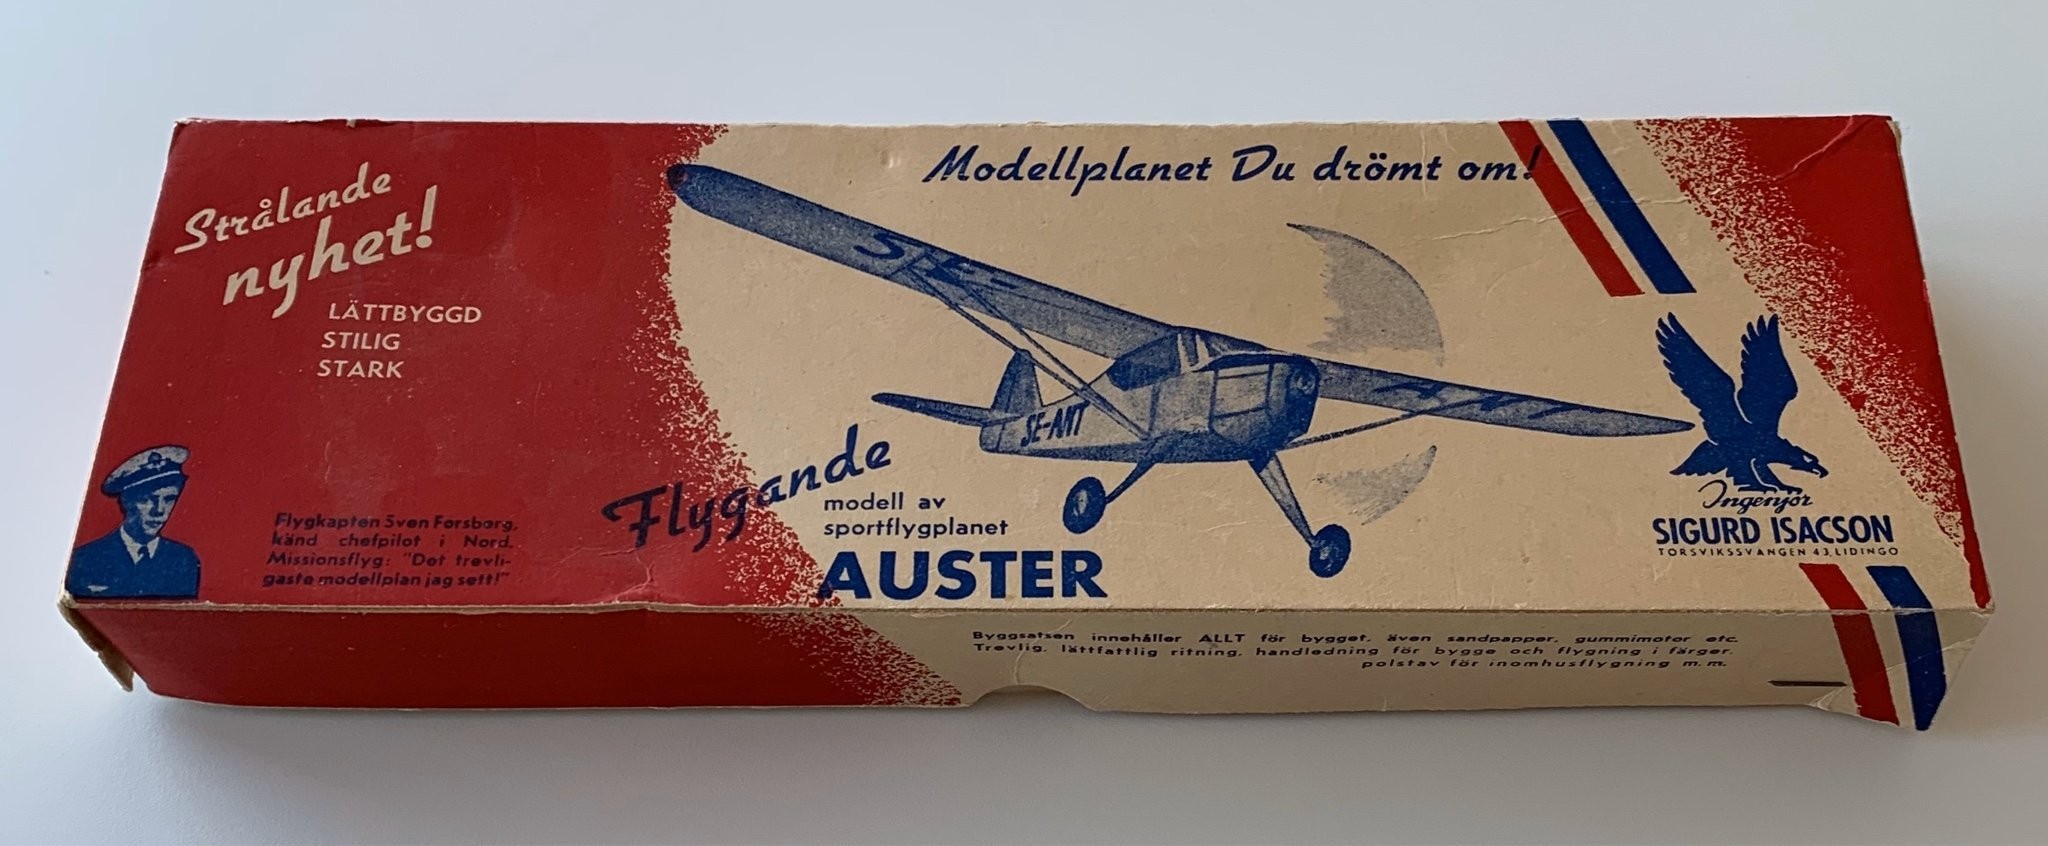 Strålande
nyhet!
LÄTTBYGGD
STILIG
STARK
Flygkapten Sven Forsberg,
känd chefpilot i Nord.
Missionsflyg: "Det trevli-
gaste modellplan jag sett!"
Modellplanet Du drömt om!
SE-
ANT
SE-ANT
Flygande
modell av
sportflygplanet
AUSTER
Ingenjör
SIGURD ISACSON
TORSVIKSSVÄNGEN 43, LIDINGÖ
Byggsatsen innehåller ALLT för bygget, även sandpapper, gummimotor etc.
Trevlig, lättfattlig ritning, handledning för bygge och flygning i färger,
polstav för inomhusflygning m. m.